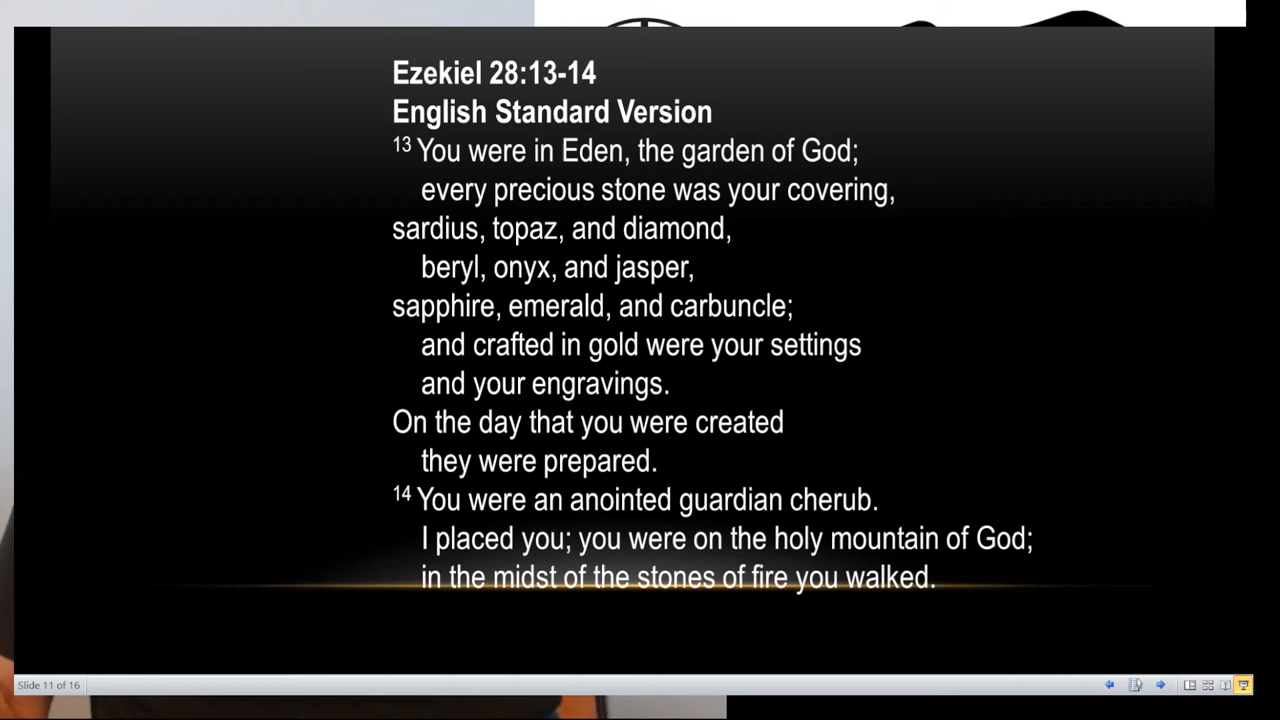 Ezekiel 28:13-14
English Standard Version
13 You were in Eden, the garden of God;
every precious stone was your covering,
sardius, topaz, and diamond,
beryl, onyx, and jasper,
sapphire, emerald, and carbuncle;
and crafted in gold were your settings
and your engravings.
On the day that you were created
they were prepared.
14 You were an anointed guardian cherub.
I placed you; you were on the holy mountain of God;
in the midst of the stones of fire you walked.
Slide 11 of 16